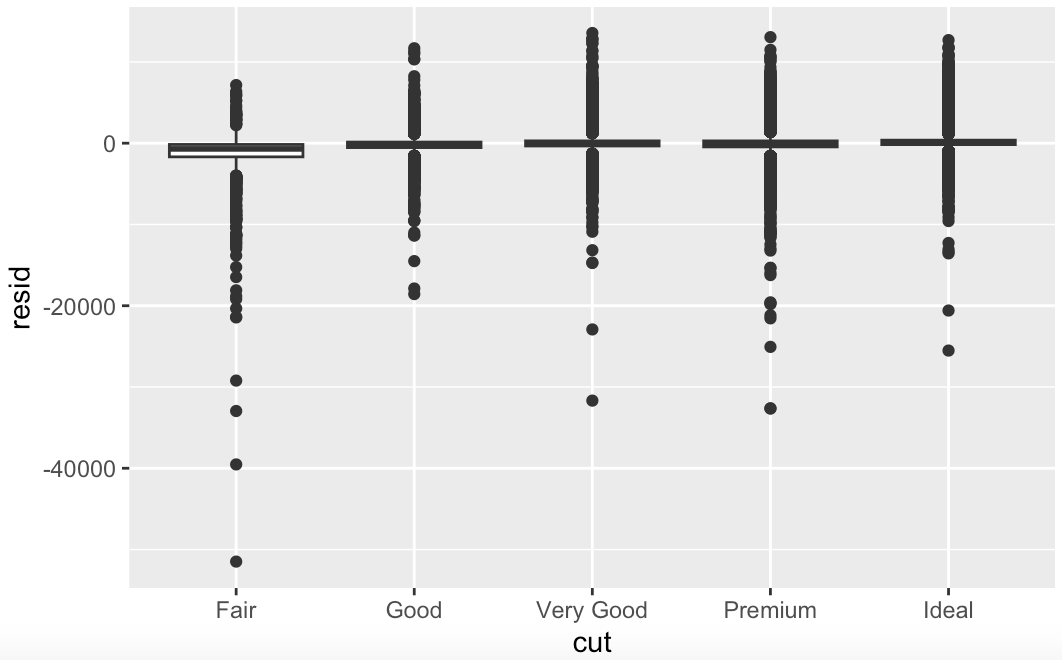 resid
0
-20000
-40000
Fair Good Very Good Premium Ideal
cut